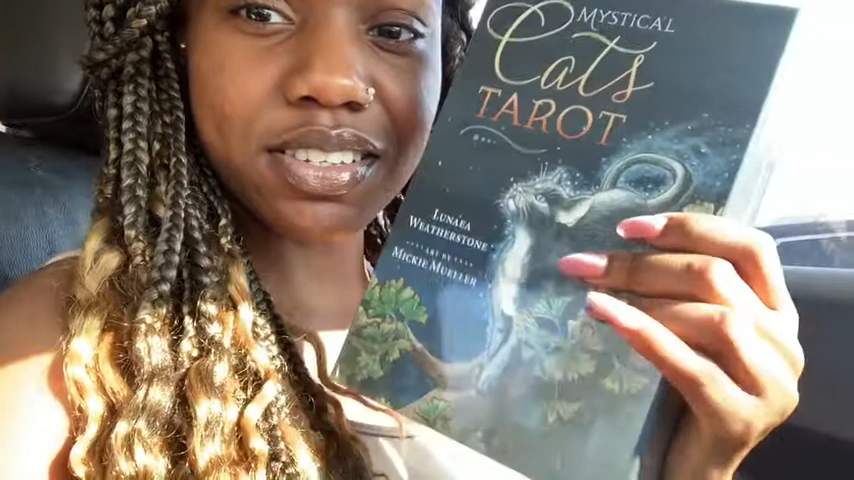 MYSTICAL
Cats
TAROT
LUNAEA
WEATHERSTONE
ART BY
MICKIE MUELLER